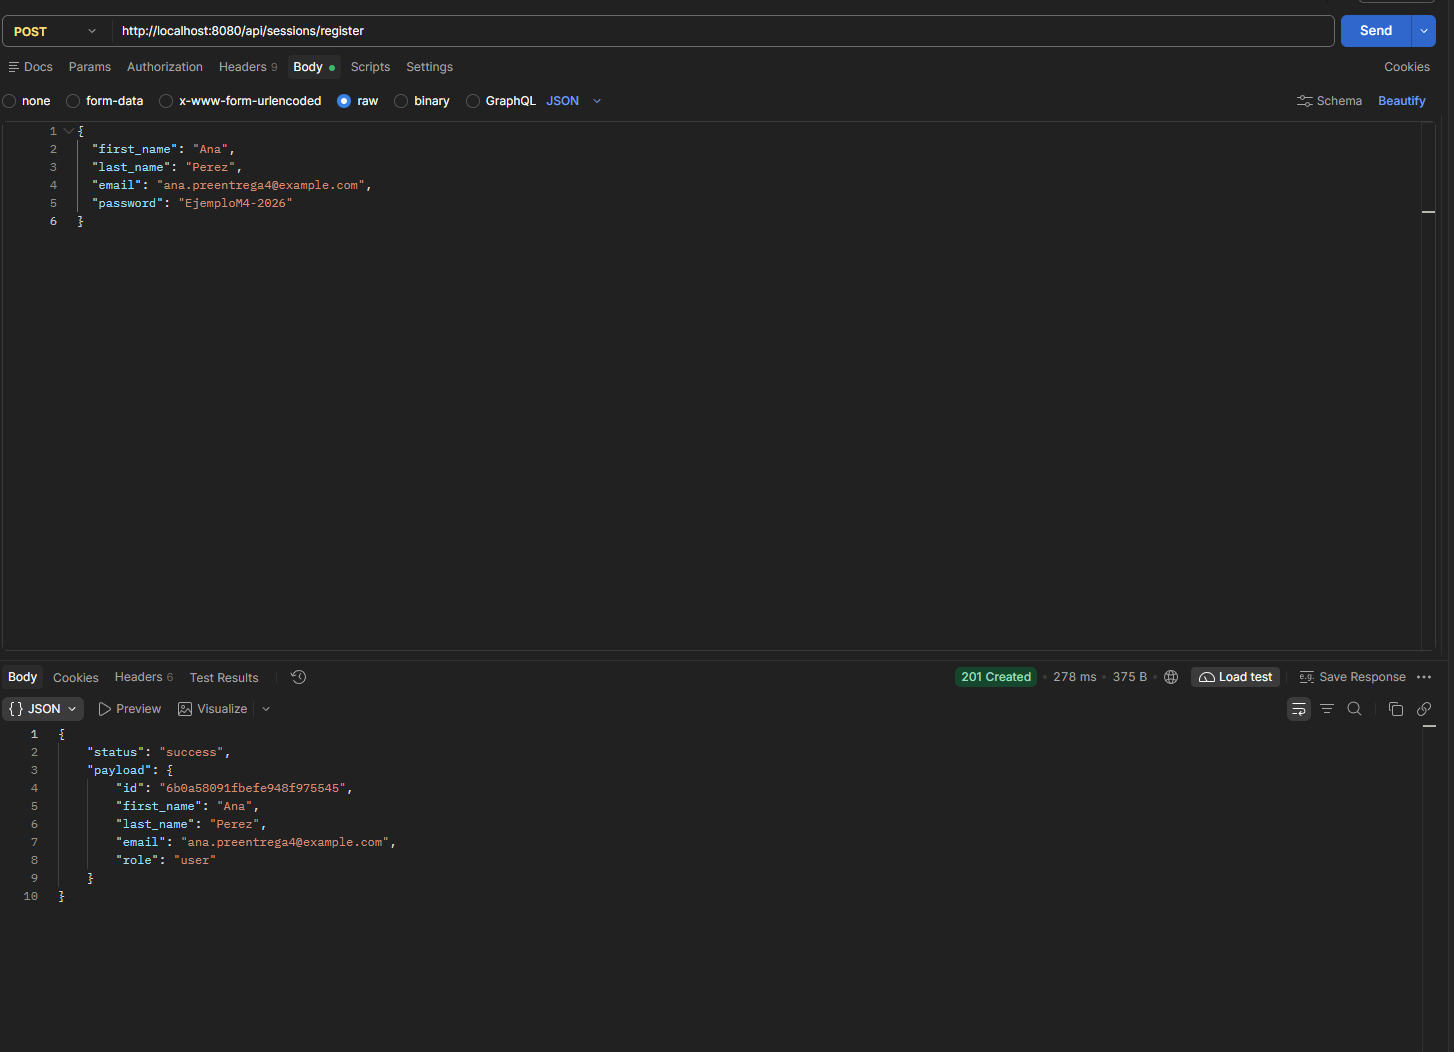 POST http://localhost:8080/api/sessions/register Send
Docs Params Authorization Headers 9 Body Scripts Settings Cookies
none form-data x-www-form-urlencoded raw binary GraphQL JSON Schema Beautify
1 {
2 "first_name": "Ana",
3 "last_name": "Perez",
4 "email": "ana.preentrega4@example.com",
5 "password": "EjemploM4-2026"
6 }
Body Cookies Headers 6 Test Results 201 Created 278 ms 375 B Load test e.g. Save Response
{} JSON Preview Visualize
1 {
2 "status": "success",
3 "payload": {
4 "id": "6b0a58091fbefe948f975545",
5 "first_name": "Ana",
6 "last_name": "Perez",
7 "email": "ana.preentrega4@example.com",
8 "role": "user"
9 }
10 }